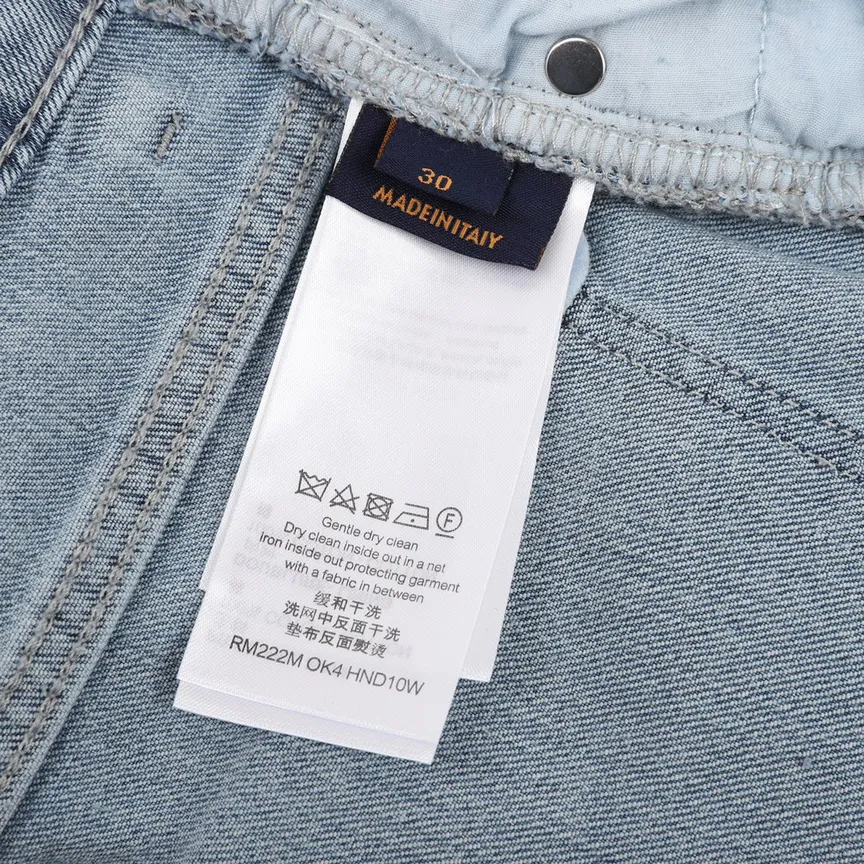 30
MADEINITAIY
F
Gentle dry clean
Dry clean inside out in a net
iron inside out protecting garment
with a fabric in between
缓和干洗
洗网中反面干洗
垫布反面熨烫
RM222M OK4 HND10W